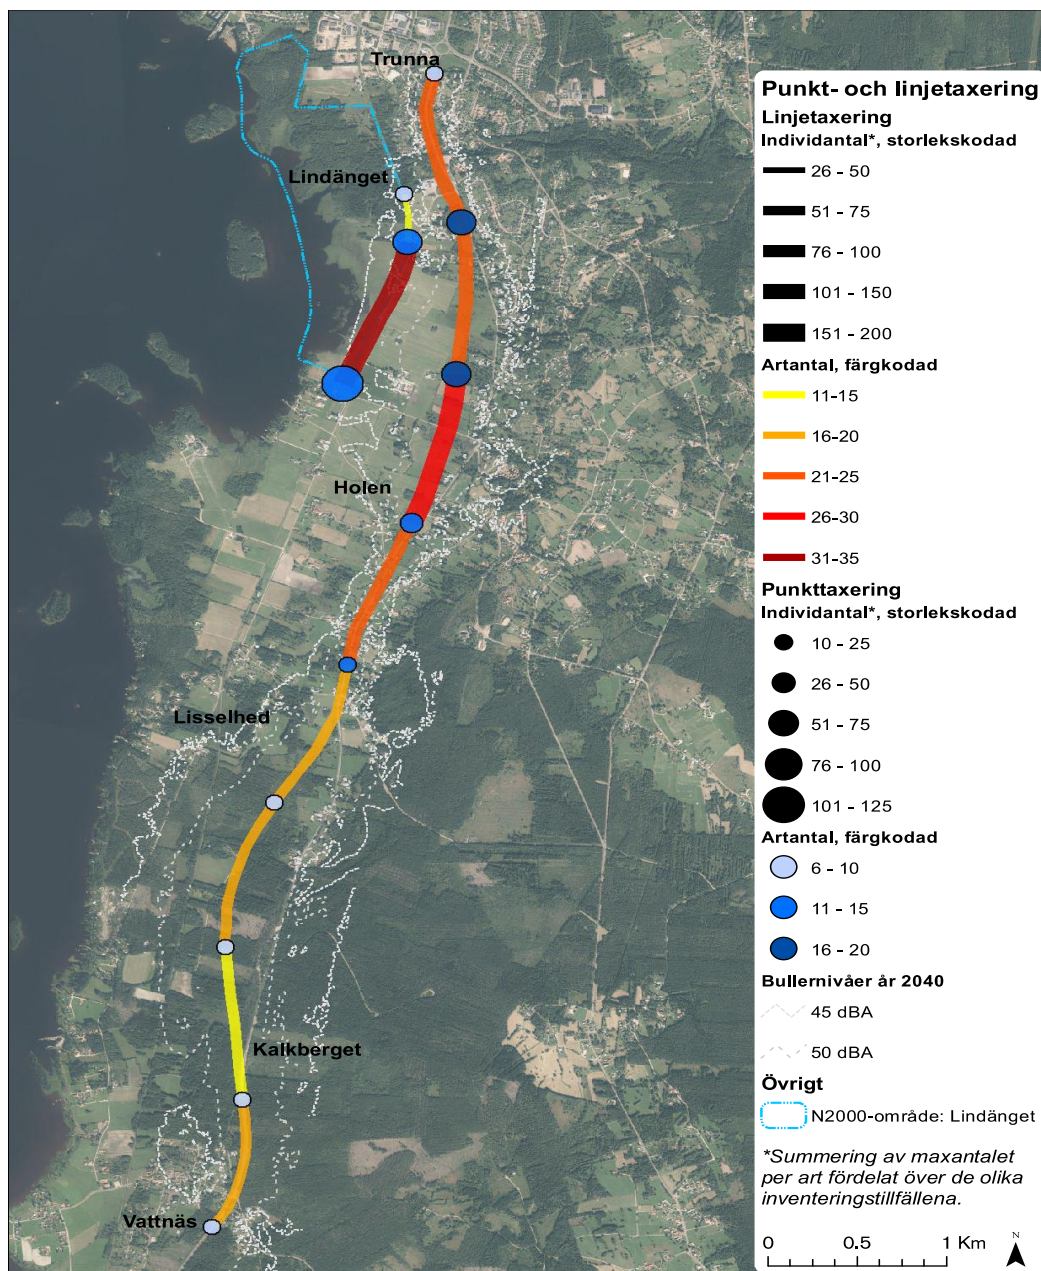 Trunna
Lindänget
Holen
Lisselhed
Kalkberget
Vattnäs
Punkt- och linjetaxering
Linjetaxering
Individantal*, storlekskodad
26 - 50
51 - 75
76 - 100
101 - 150
151 - 200
Artantal, färgkodad
11-15
16-20
21-25
26-30
31-35
Punkttaxering
Individantal*, storlekskodad
10 - 25
26 - 50
51 - 75
76 - 100
101 - 125
Artantal, färgkodad
6 - 10
11 - 15
16 - 20
Bullernivåer år 2040
45 dBA
50 dBA
Övrigt
N2000-område: Lindänget
*Summering av maxantalet
per art fördelat över de olika
inventeringstillfällena.
0 0.5 1 Km
N